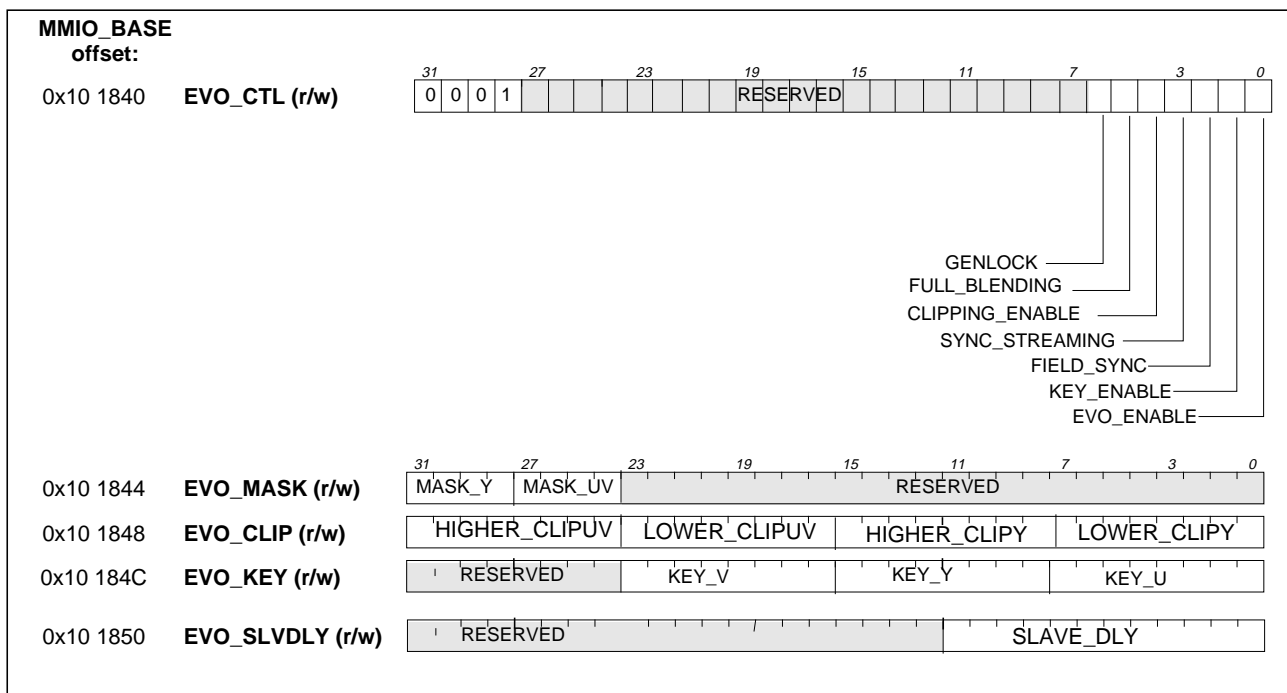 MMIO_BASE
offset:
31 27 23 19 15 11 7 3 0
0x10 1840 EVO_CTL (r/w) 0 0 0 1 RESERVED
GENLOCK
FULL_BLENDING
CLIPPING_ENABLE
SYNC_STREAMING
FIELD_SYNC
KEY_ENABLE
EVO_ENABLE
31 27 23 19 15 11 7 3 0
0x10 1844 EVO_MASK (r/w) MASK_Y MASK_UV RESERVED
0x10 1848 EVO_CLIP (r/w) HIGHER_CLIPUV LOWER_CLIPUV HIGHER_CLIPY LOWER_CLIPY
0x10 184C EVO_KEY (r/w) RESERVED KEY_V KEY_Y KEY_U
0x10 1850 EVO_SLVDLY (r/w) RESERVED SLAVE_DLY